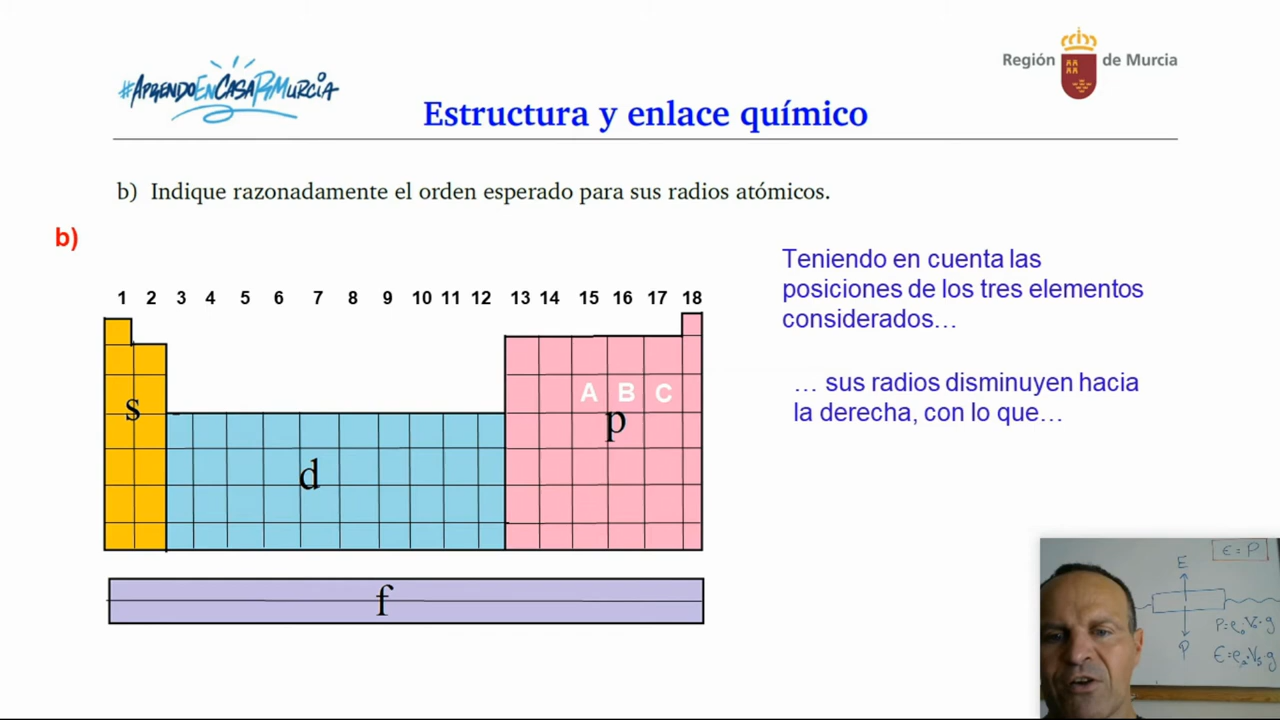 #APRENDOENCASARMURCIA
Región de Murcia
Estructura y enlace químico
b) Indique razonadamente el orden esperado para sus radios atómicos.
b)
Teniendo en cuenta las
posiciones de los tres elementos
considerados…
… sus radios disminuyen hacia
la derecha, con lo que…
1 2 3 4 5 6 7 8 9 10 11 12 13 14 15 16 17 18
A B C
s
p
d
f
ϵ = P
E
P